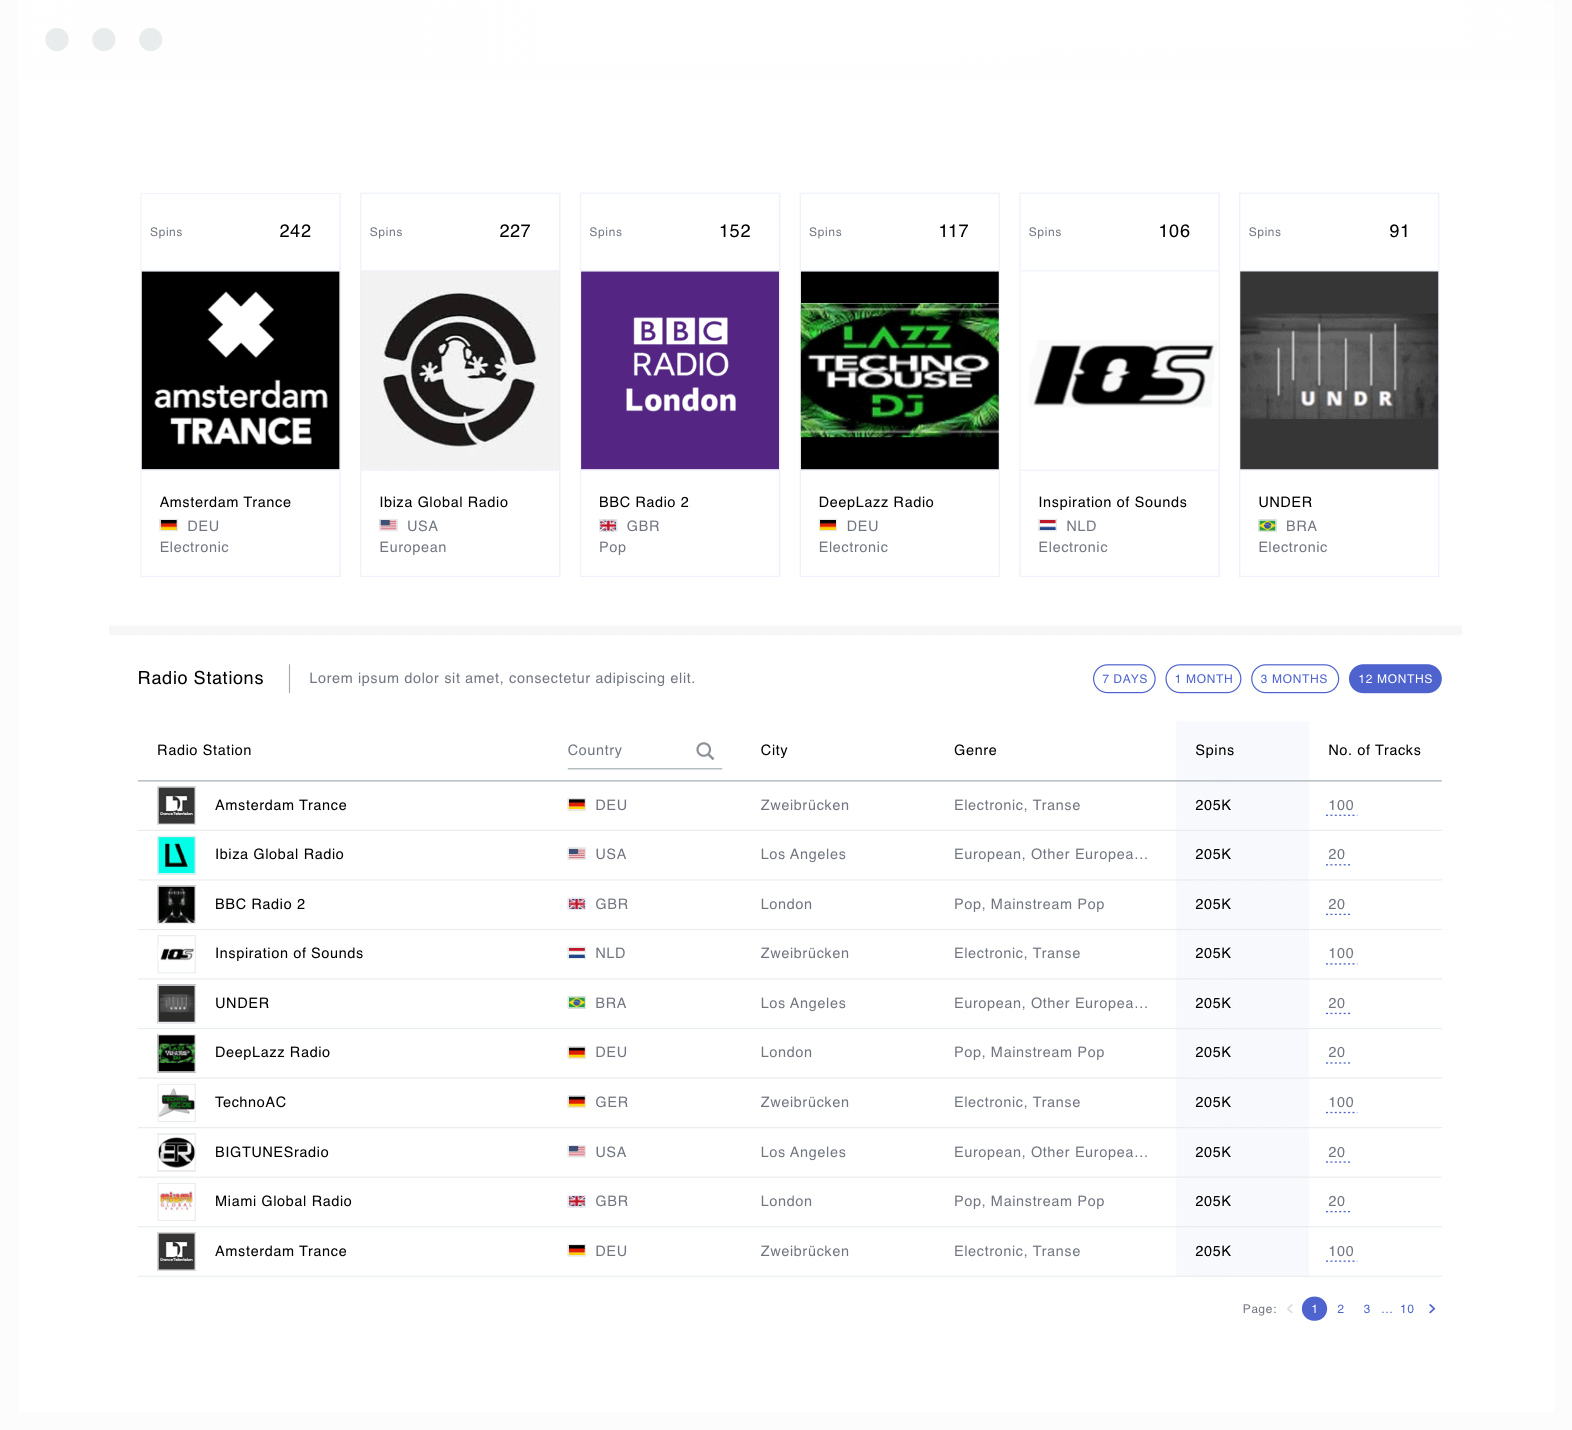 Spins 242
Spins 227
Spins 152
Spins 117
Spins 106
Spins 91
amsterdam
TRANCE
BBC
RADIO
London
LAZZ
TECHNO
HOUSE
DJ
IOS
UNDR
Amsterdam Trance
DEU
Electronic
Ibiza Global Radio
USA
European
BBC Radio 2
GBR
Pop
DeepLazz Radio
DEU
Electronic
Inspiration of Sounds
NLD
Electronic
UNDER
BRA
Electronic
Radio Stations
Lorem ipsum dolor sit amet, consectetur adipiscing elit.
7 DAYS 1 MONTH 3 MONTHS 12 MONTHS
Radio Station Country City Genre Spins No. of Tracks
Amsterdam Trance DEU Zweibrücken Electronic, Transe 205K 100
Ibiza Global Radio USA Los Angeles European, Other Europea... 205K 20
BBC Radio 2 GBR London Pop, Mainstream Pop 205K 20
IOS Inspiration of Sounds NLD Zweibrücken Electronic, Transe 205K 100
UNDER BRA Los Angeles European, Other Europea... 205K 20
DeepLazz Radio DEU London Pop, Mainstream Pop 205K 20
TechnoAC GER Zweibrücken Electronic, Transe 205K 100
BIGTUNESradio USA Los Angeles European, Other Europea... 205K 20
Miami Global Radio GBR London Pop, Mainstream Pop 205K 20
Amsterdam Trance DEU Zweibrücken Electronic, Transe 205K 100
Page: < 1 2 3 ... 10 >